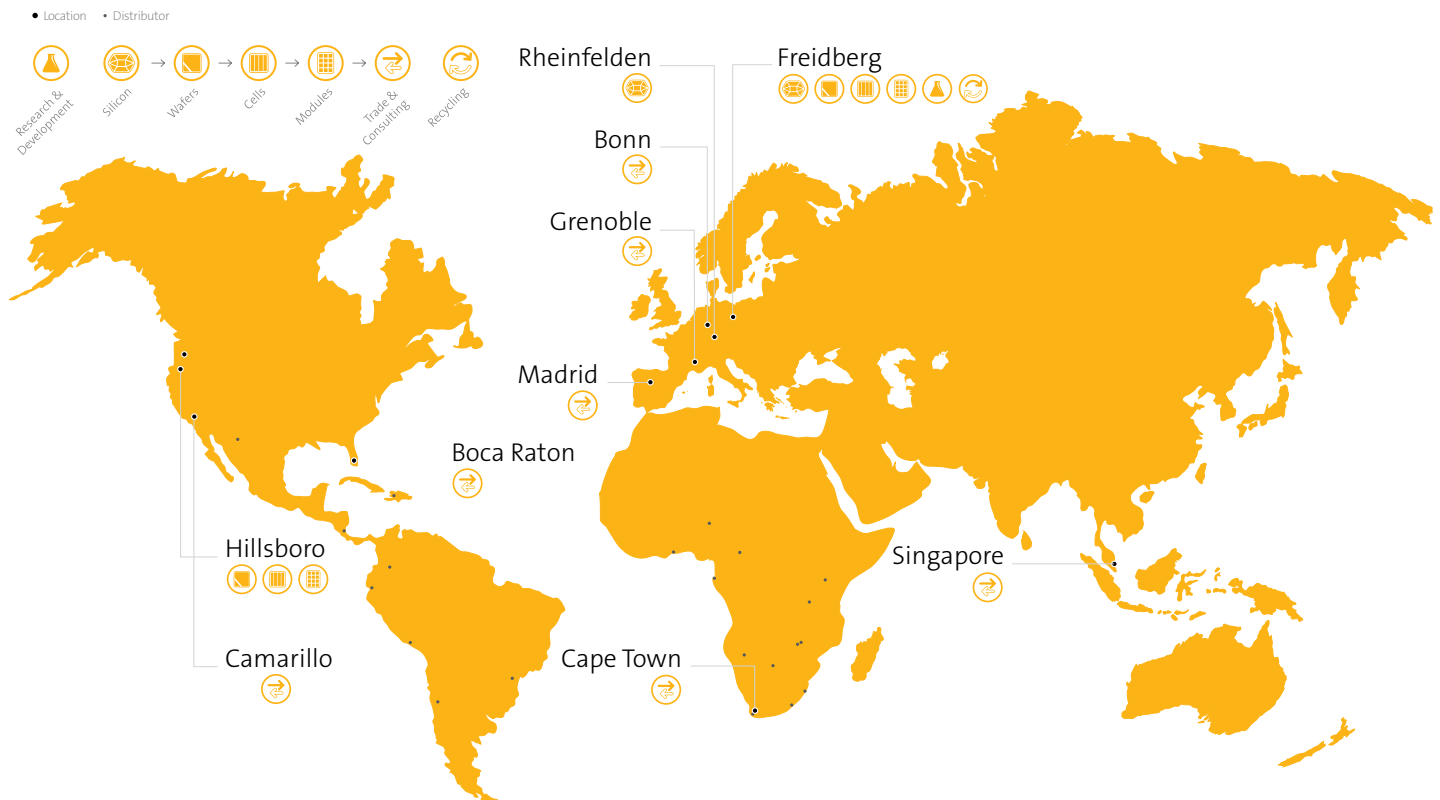 Location
Distributor
Research &
Development
Silicon
Wafers
Cells
Modules
Trade &
Consulting
Recycling
Rheinfelden
Freidberg
Bonn
Grenoble
Madrid
Boca Raton
Hillsboro
Singapore
Camarillo
Cape Town